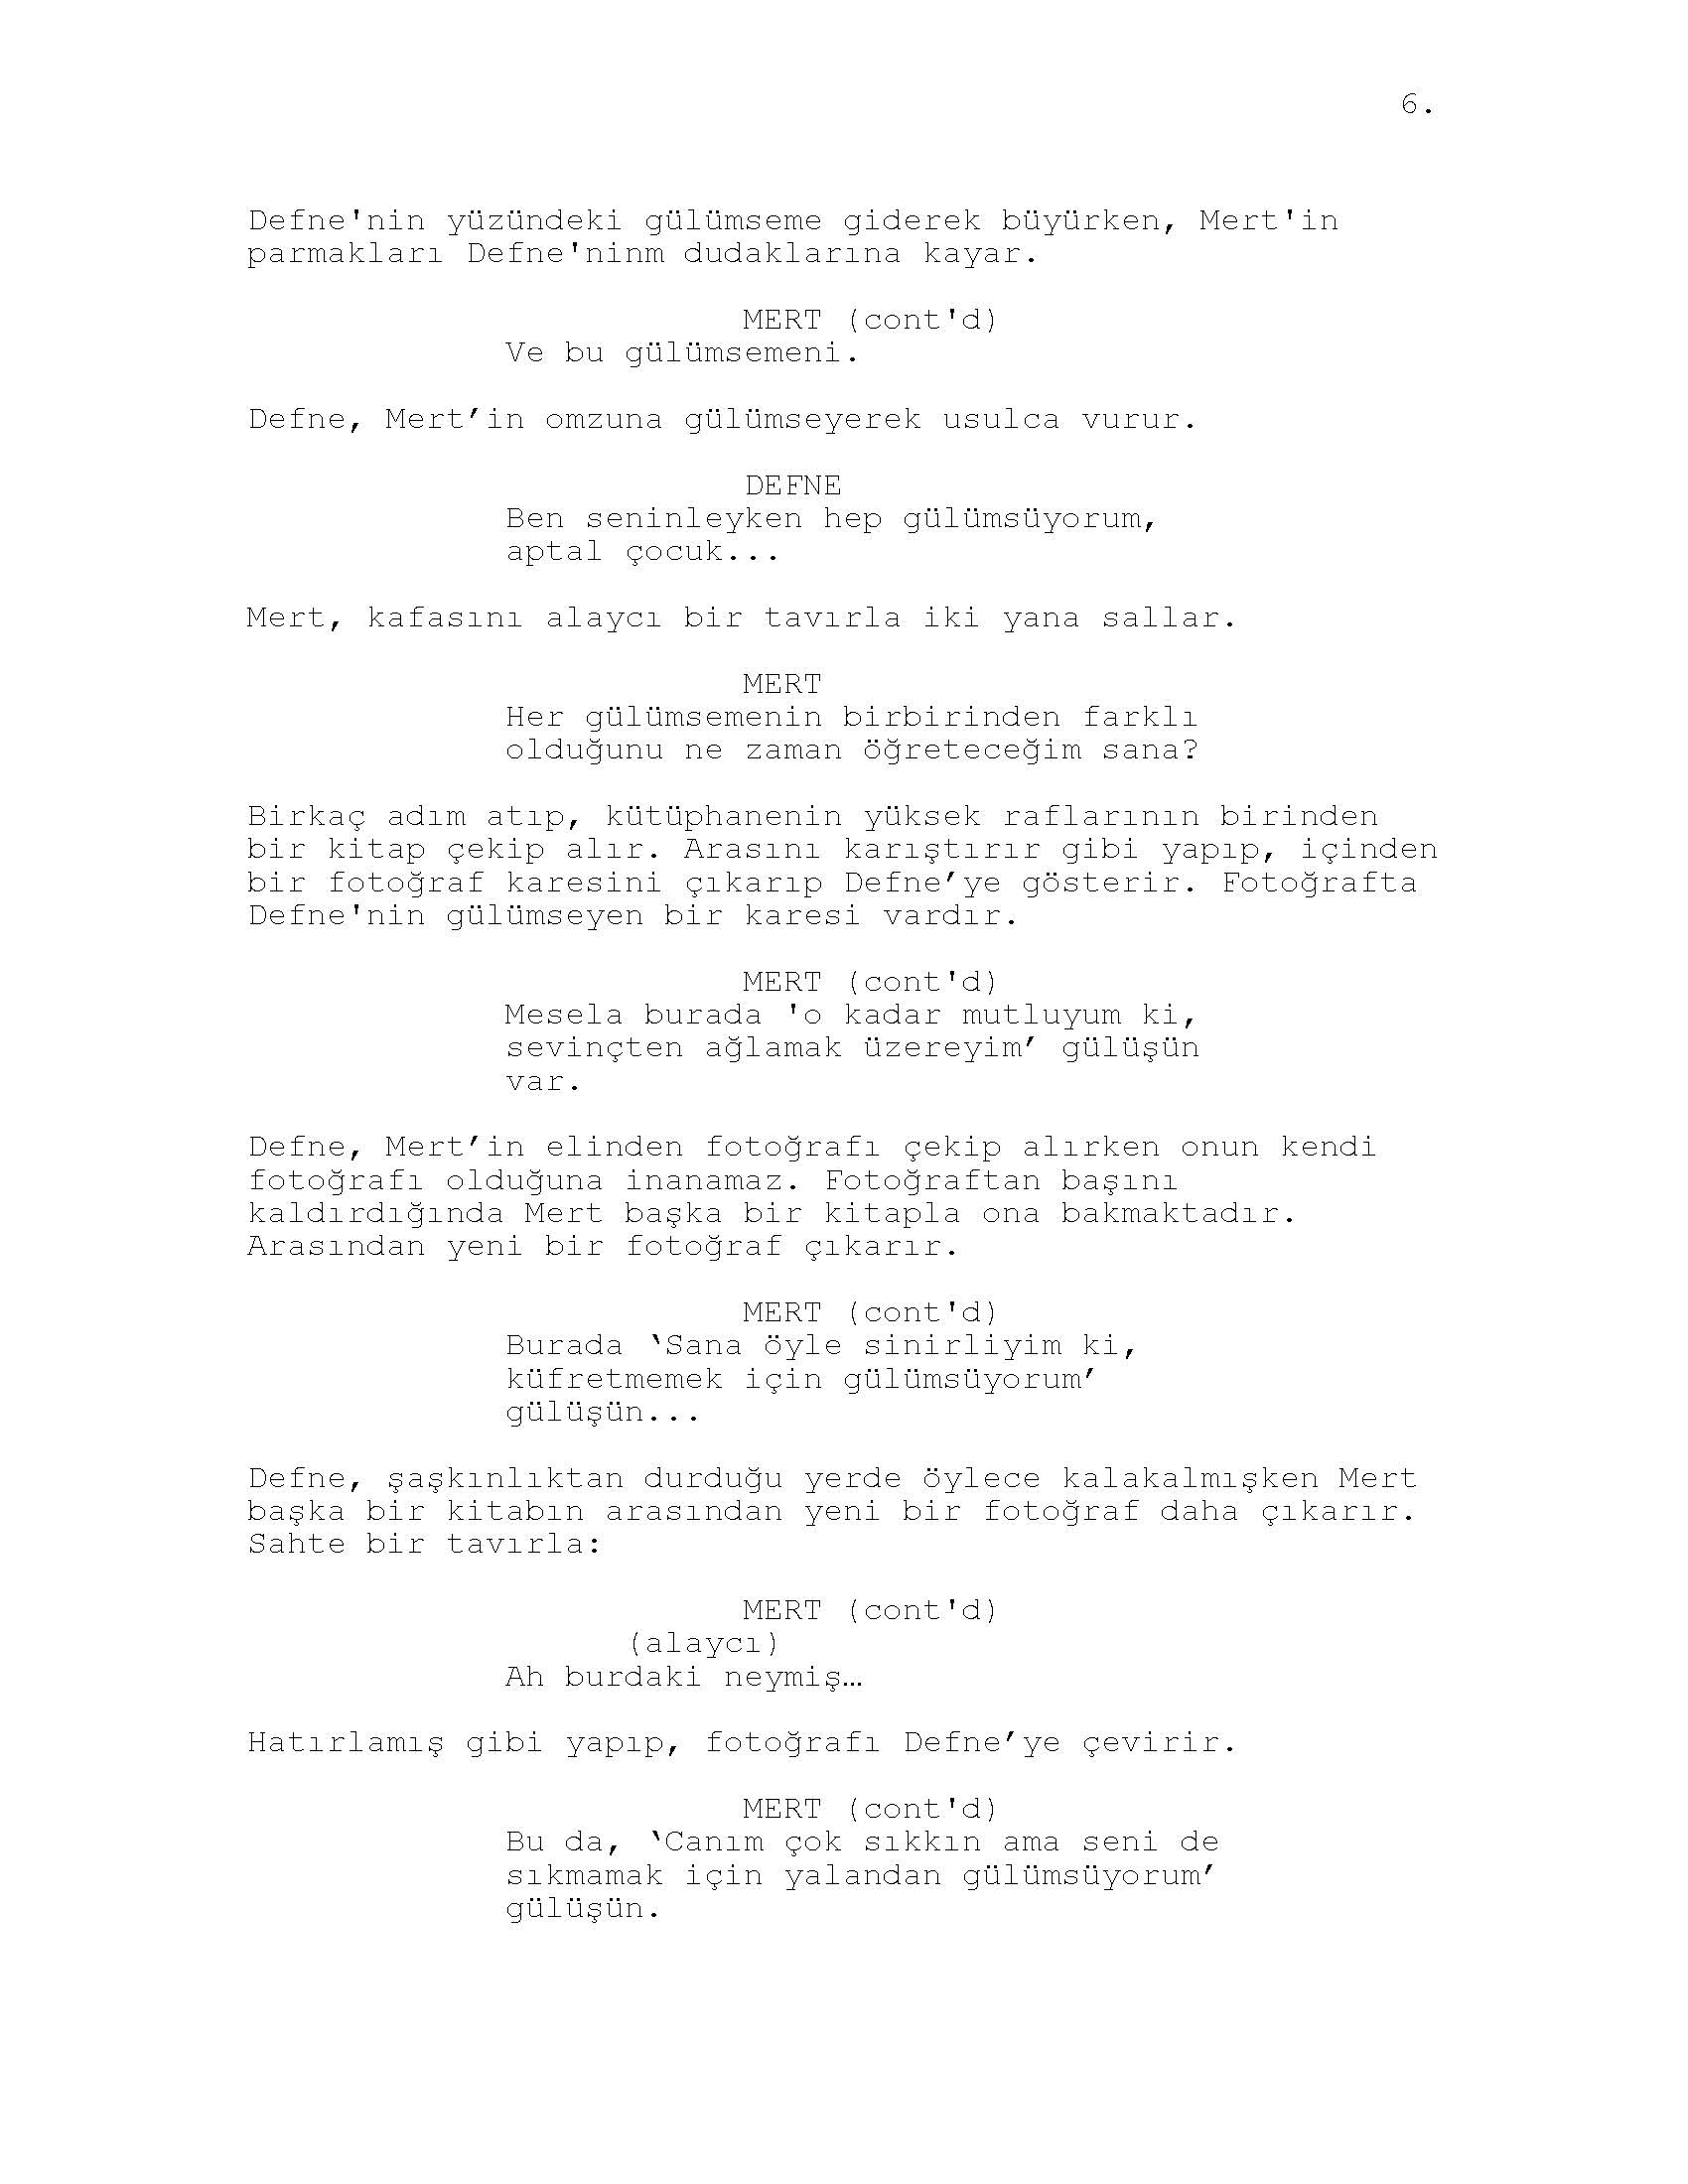 6.
Defne'nin yüzündeki gülümseme giderek büyürken, Mert'in
parmakları Defne'ninm dudaklarına kayar.
MERT (cont'd)
Ve bu gülümsemeni.
Defne, Mert’in omzuna gülümseyerek usulca vurur.
DEFNE
Ben seninleyken hep gülümsüyorum,
aptal çocuk...
Mert, kafasını alaycı bir tavırla iki yana sallar.
MERT
Her gülümsemenin birbirinden farklı
olduğunu ne zaman öğreteceğim sana?
Birkaç adım atıp, kütüphanenin yüksek raflarının birinden
bir kitap çekip alır. Arasını karıştırır gibi yapıp, içinden
bir fotoğraf karesini çıkarıp Defne’ye gösterir. Fotoğrafta
Defne'nin gülümseyen bir karesi vardır.
MERT (cont'd)
Mesela burada 'o kadar mutluyum ki,
sevinçten ağlamak üzereyim’ gülüşün
var.
Defne, Mert’in elinden fotoğrafı çekip alırken onun kendi
fotoğrafı olduğuna inanamaz. Fotoğraftan başını
kaldırdığında Mert başka bir kitapla ona bakmaktadır.
Arasından yeni bir fotoğraf çıkarır.
MERT (cont'd)
Burada ‘Sana öyle sinirliyim ki,
küfretmemek için gülümsüyorum’
gülüşün...
Defne, şaşkınlıktan durduğu yerde öylece kalakalmışken Mert
başka bir kitabın arasından yeni bir fotoğraf daha çıkarır.
Sahte bir tavırla:
MERT (cont'd)
(alaycı)
Ah burdaki neymiş…
Hatırlamış gibi yapıp, fotoğrafı Defne’ye çevirir.
MERT (cont'd)
Bu da, ‘Canım çok sıkkın ama seni de
sıkmamak için yalandan gülümsüyorum’
gülüşün.